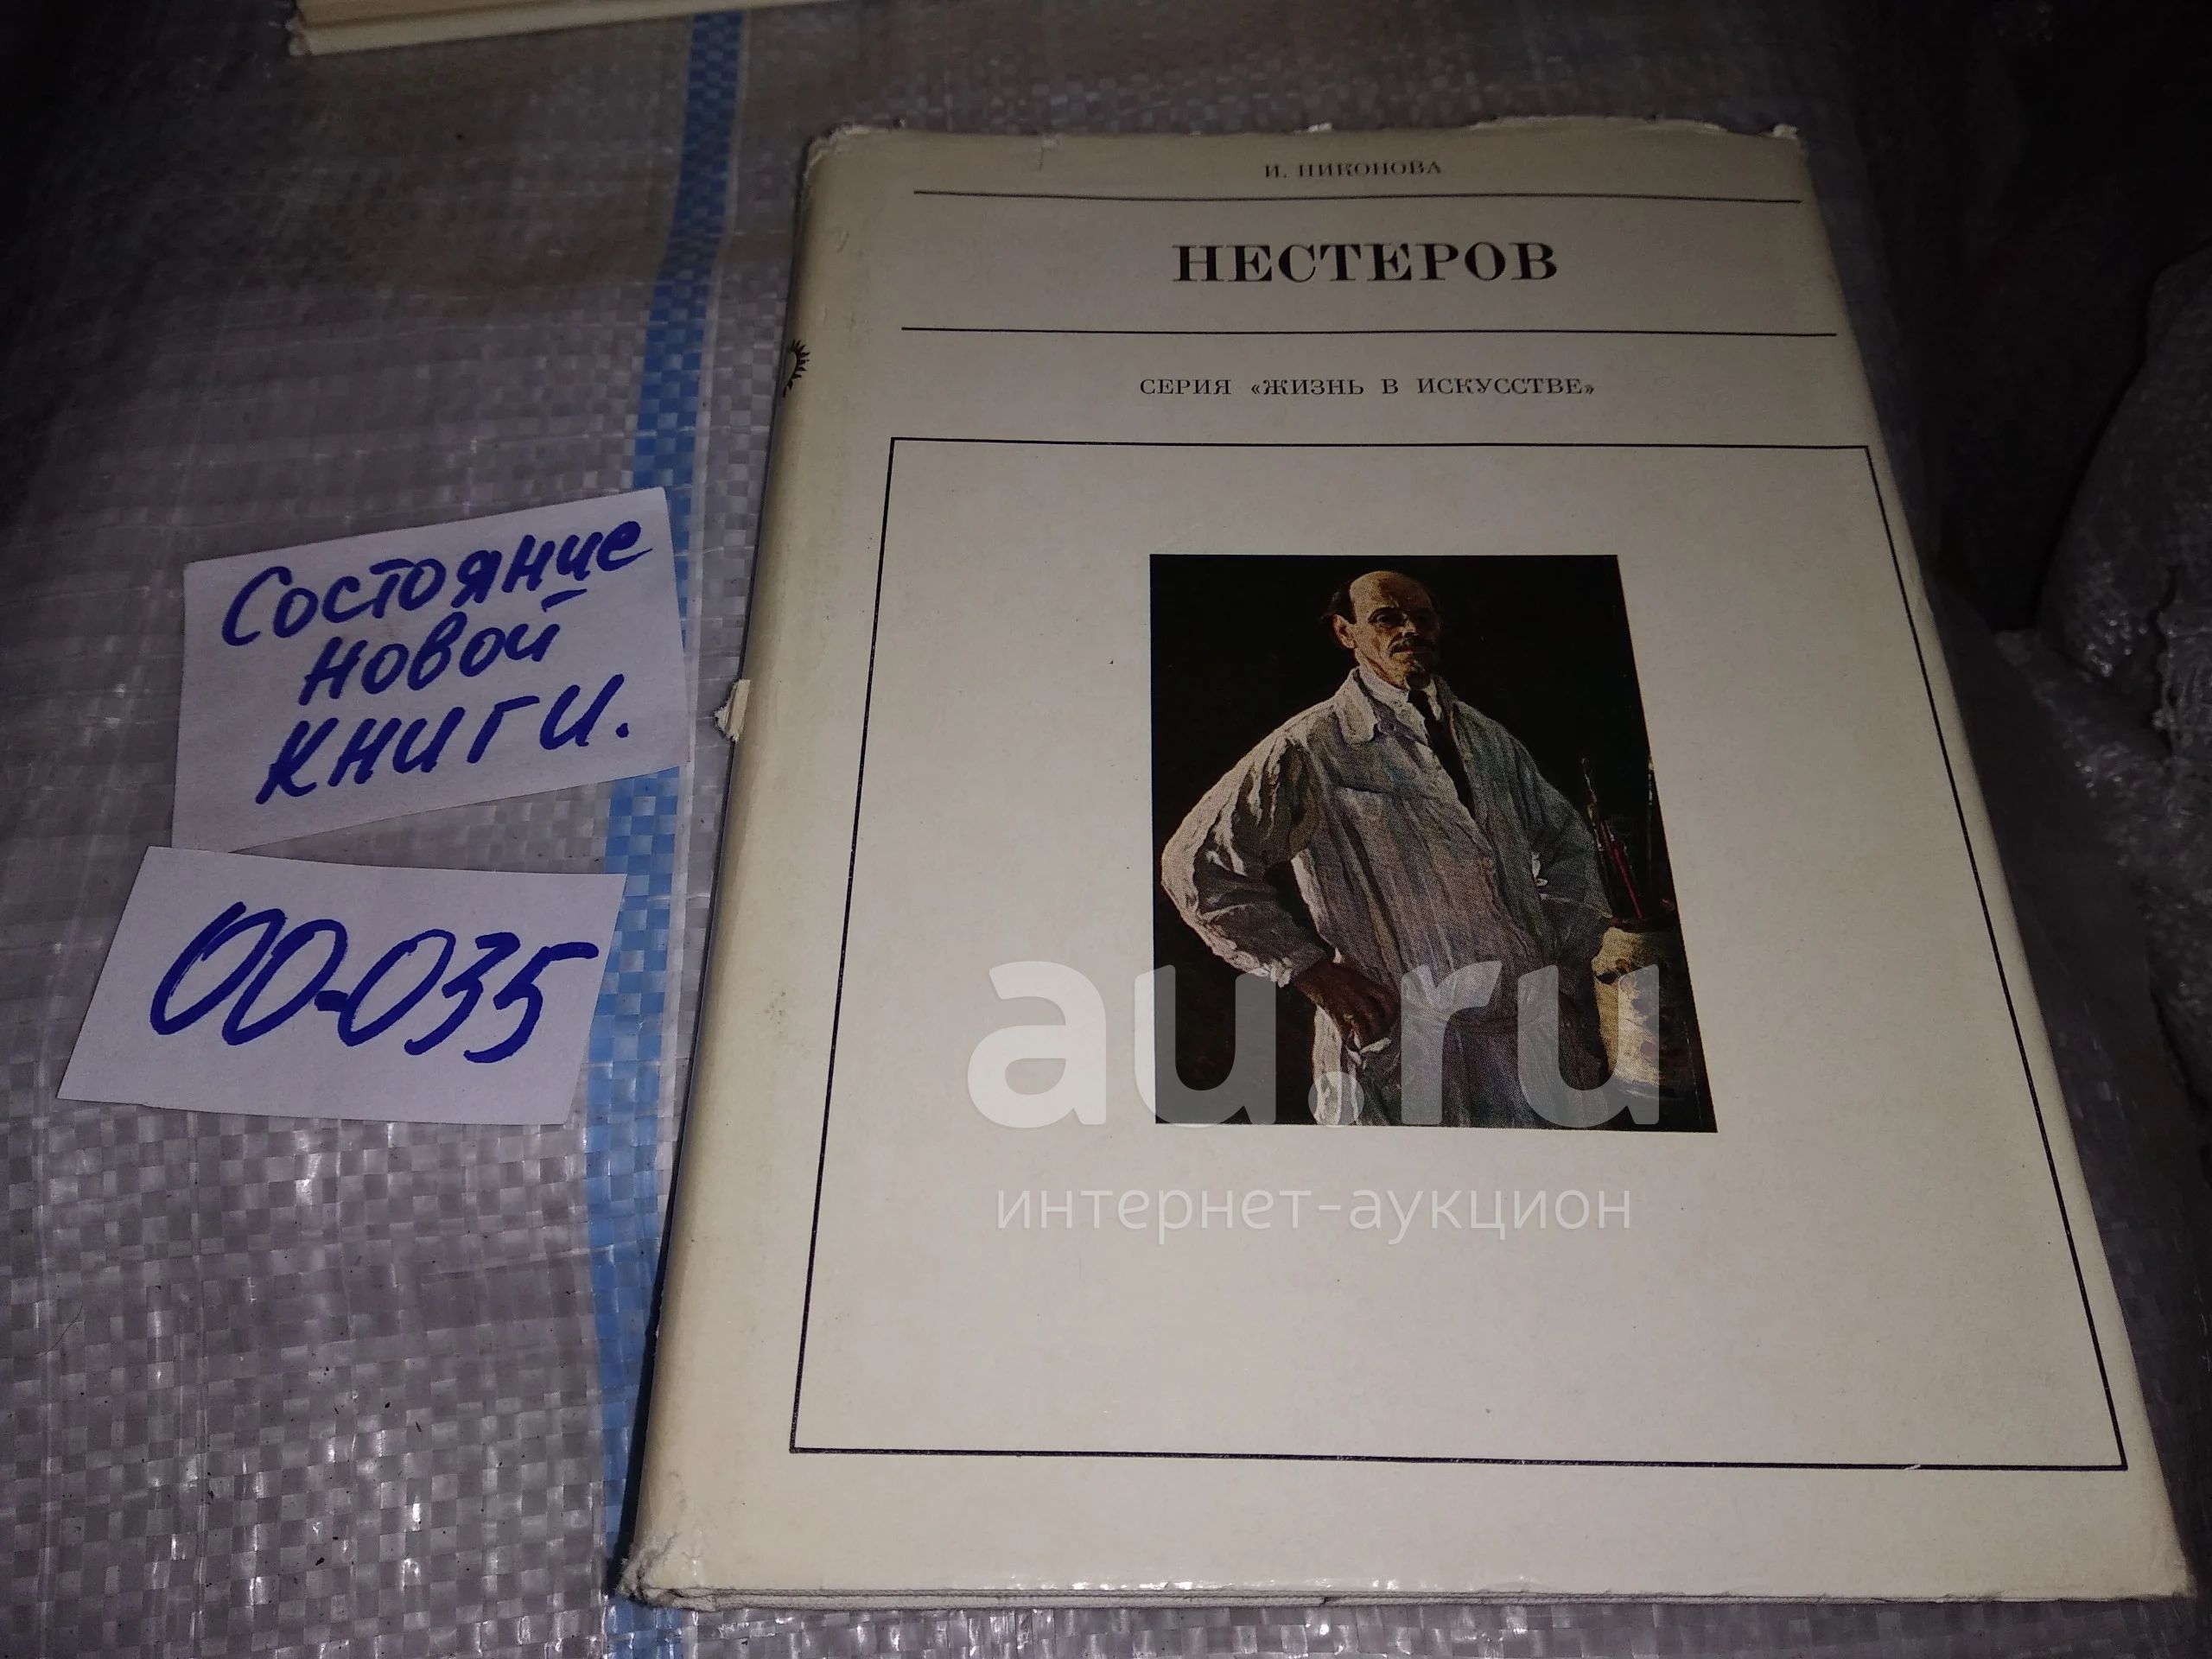 И. НИКОНОВА
НЕСТЕРОВ
СЕРИЯ «ЖИЗНЬ В ИСКУССТВЕ»
Состояние
новой
книги.
00-035
au.ru
интернет-аукцион